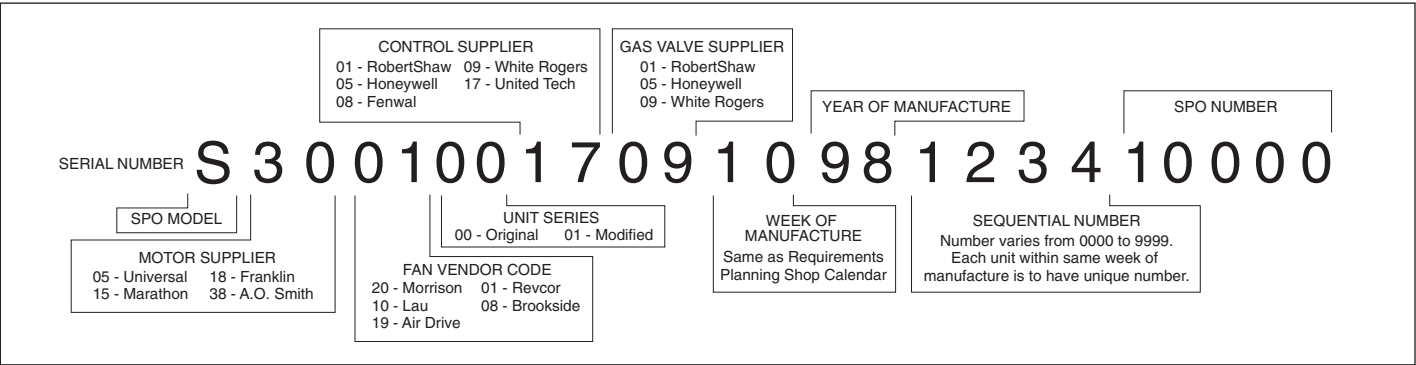 CONTROL SUPPLIER
01 - RobertShaw 09 - White Rogers
05 - Honeywell 17 - United Tech
08 - Fenwal
GAS VALVE SUPPLIER
01 - RobertShaw
05 - Honeywell
09 - White Rogers
YEAR OF MANUFACTURE
SPO NUMBER
SERIAL NUMBER S 3 0 0 1 0 0 1 7 0 9 1 0 9 8 1 2 3 4 1 0 0 0 0
SPO MODEL
MOTOR SUPPLIER
05 - Universal 18 - Franklin
15 - Marathon 38 - A.O. Smith
UNIT SERIES
00 - Original 01 - Modified
FAN VENDOR CODE
20 - Morrison 01 - Revcor
10 - Lau 08 - Brookside
19 - Air Drive
WEEK OF
MANUFACTURE
Same as Requirements
Planning Shop Calendar
SEQUENTIAL NUMBER
Number varies from 0000 to 9999.
Each unit within same week of
manufacture is to have unique number.